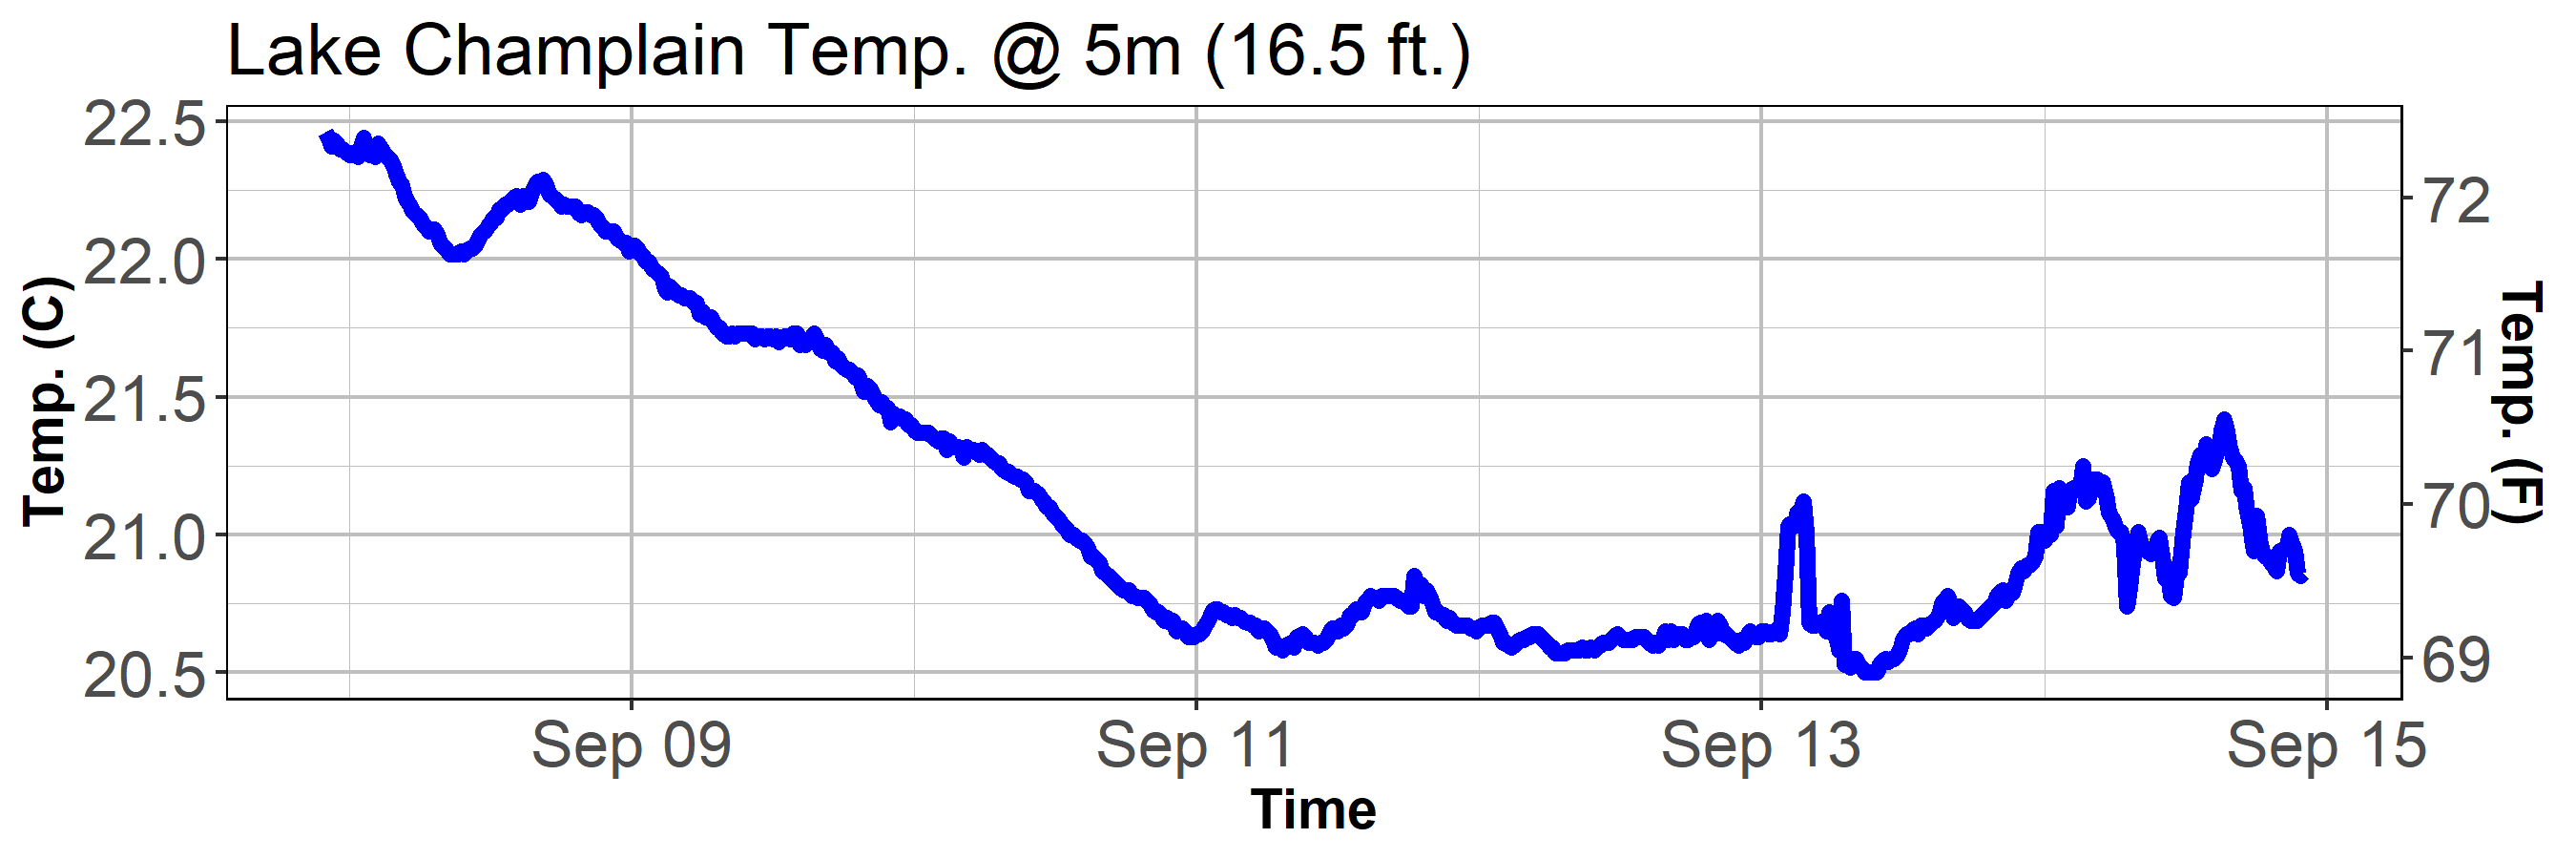 Lake Champlain Temp. @ 5m (16.5 ft.)
22.5
22.0
21.5
21.0
20.5
Temp. (C)
72
71
70
69
Temp. (F)
Sep 09 Sep 11 Sep 13 Sep 15
Time